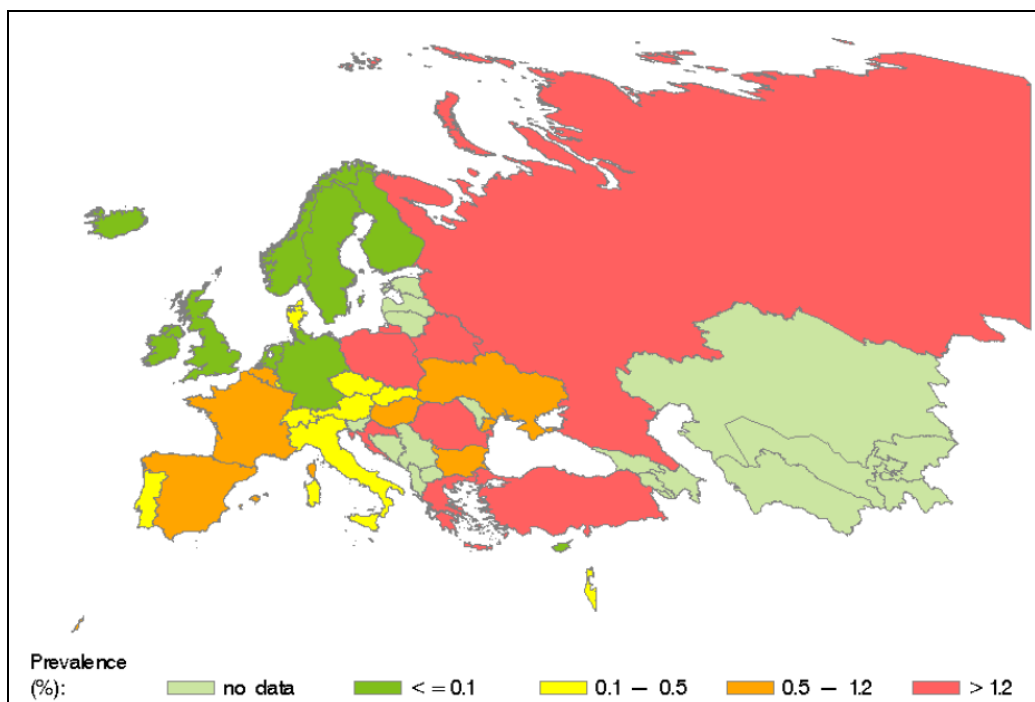 Prevalence
(%): no data < = 0.1 0.1 – 0.5 0.5 – 1.2 > 1.2